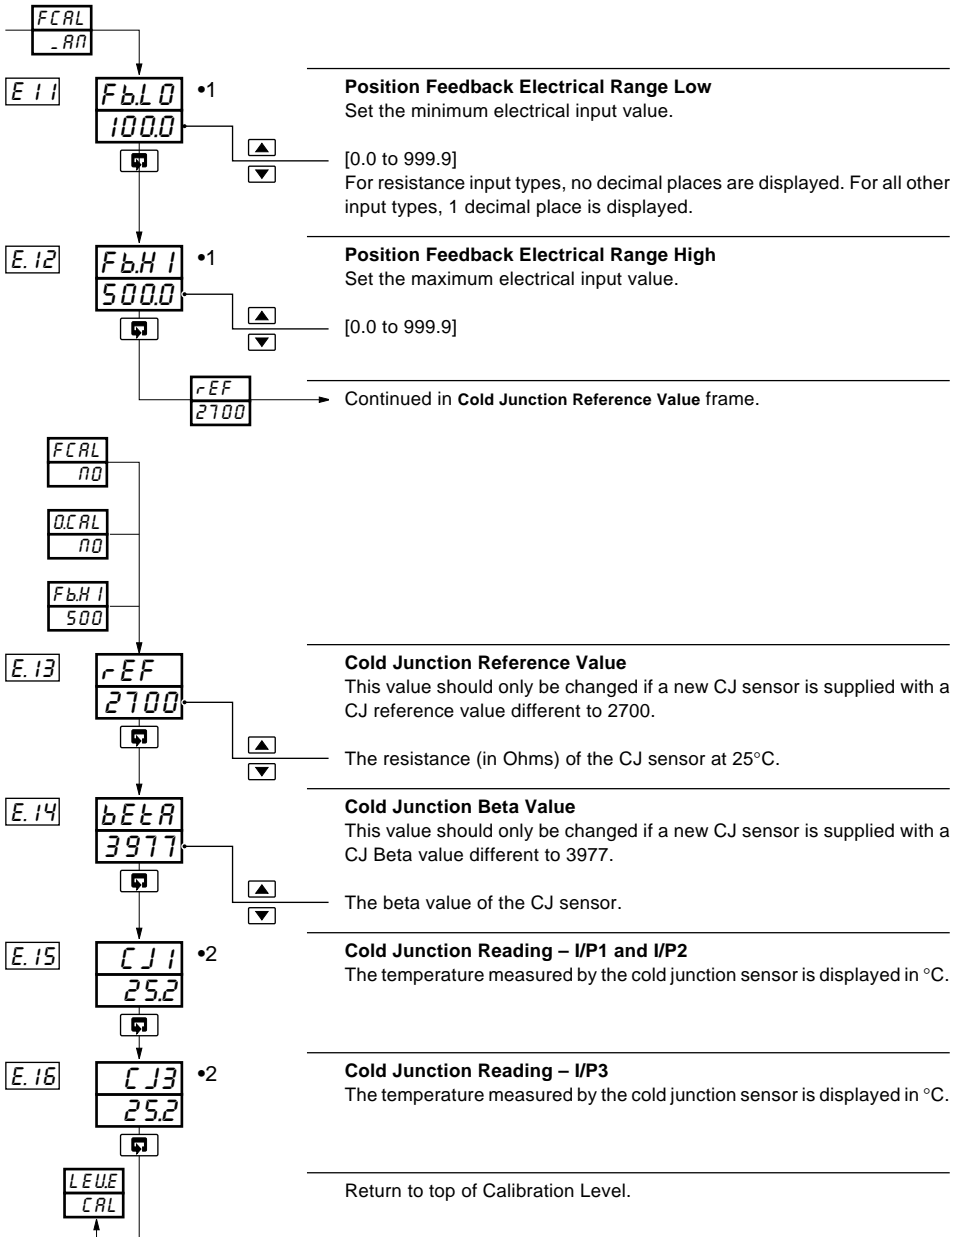 FCAL
_An
E11
Fb.LO
100.0
•1
Position Feedback Electrical Range Low
Set the minimum electrical input value.
[0.0 to 999.9]
For resistance input types, no decimal places are displayed. For all other
input types, 1 decimal place is displayed.
E.12
Fb.HI
500.0
•1
Position Feedback Electrical Range High
Set the maximum electrical input value.
[0.0 to 999.9]
rEF
2700
Continued in Cold Junction Reference Value frame.
FCAL
nO
O.CAL
nO
Fb.HI
500
E.13
rEF
2700
Cold Junction Reference Value
This value should only be changed if a new CJ sensor is supplied with a
CJ reference value different to 2700.
The resistance (in Ohms) of the CJ sensor at 25°C.
E.14
bEtA
3977
Cold Junction Beta Value
This value should only be changed if a new CJ sensor is supplied with a
CJ Beta value different to 3977.
The beta value of the CJ sensor.
E.15
CJ1
25.2
•2
Cold Junction Reading – I/P1 and I/P2
The temperature measured by the cold junction sensor is displayed in °C.
E.16
CJ3
25.2
•2
Cold Junction Reading – I/P3
The temperature measured by the cold junction sensor is displayed in °C.
LEU.E
CAL
Return to top of Calibration Level.